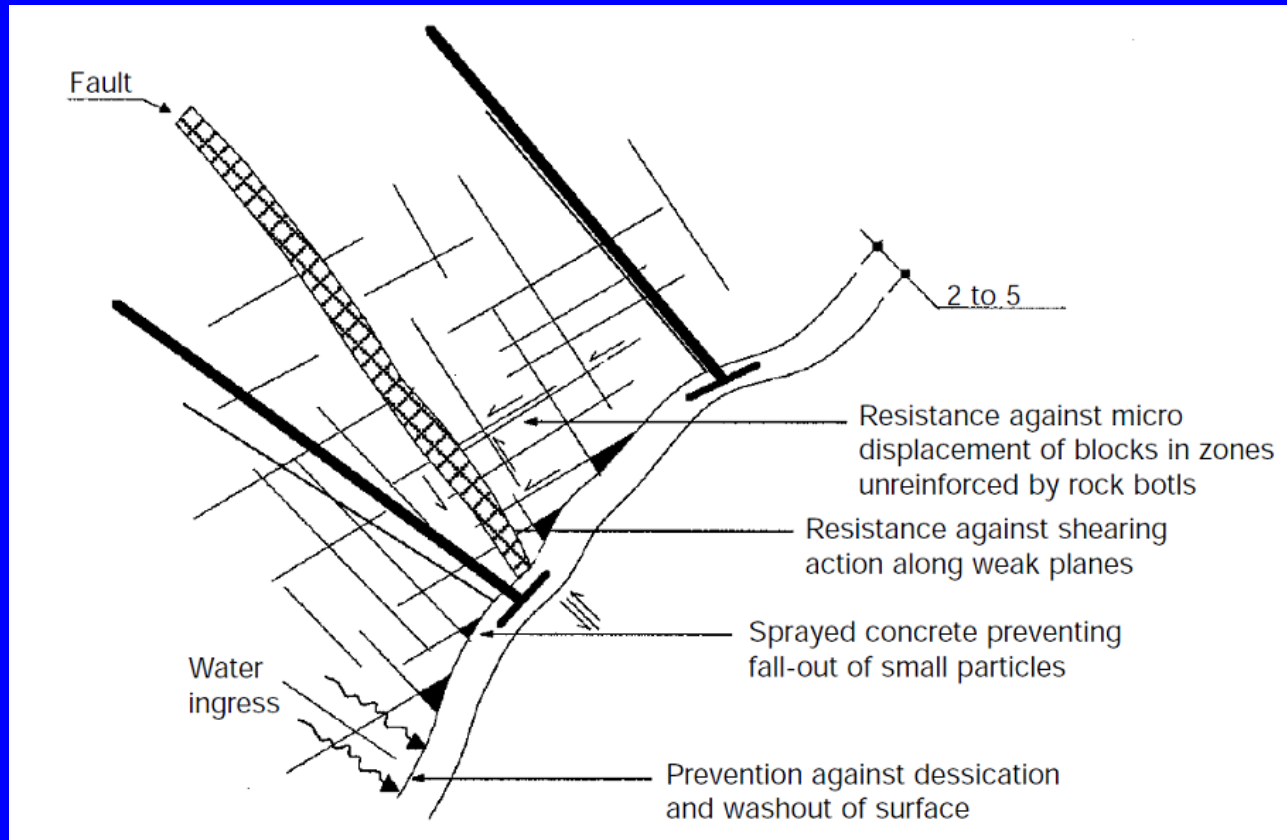 Fault
2 to 5
Resistance against micro
displacement of blocks in zones
unreinforced by rock botls
Resistance against shearing
action along weak planes
Sprayed concrete preventing
fall-out of small particles
Water
ingress
Prevention against dessication
and washout of surface